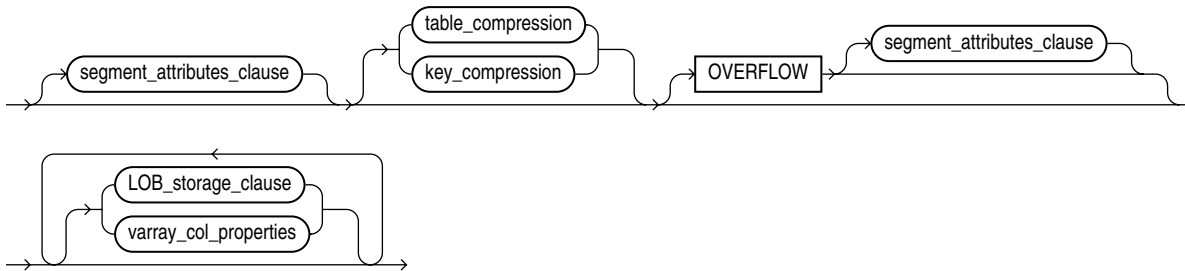 table_compression
segment_attributes_clause
segment_attributes_clause
key_compression
OVERFLOW
LOB_storage_clause
varray_col_properties